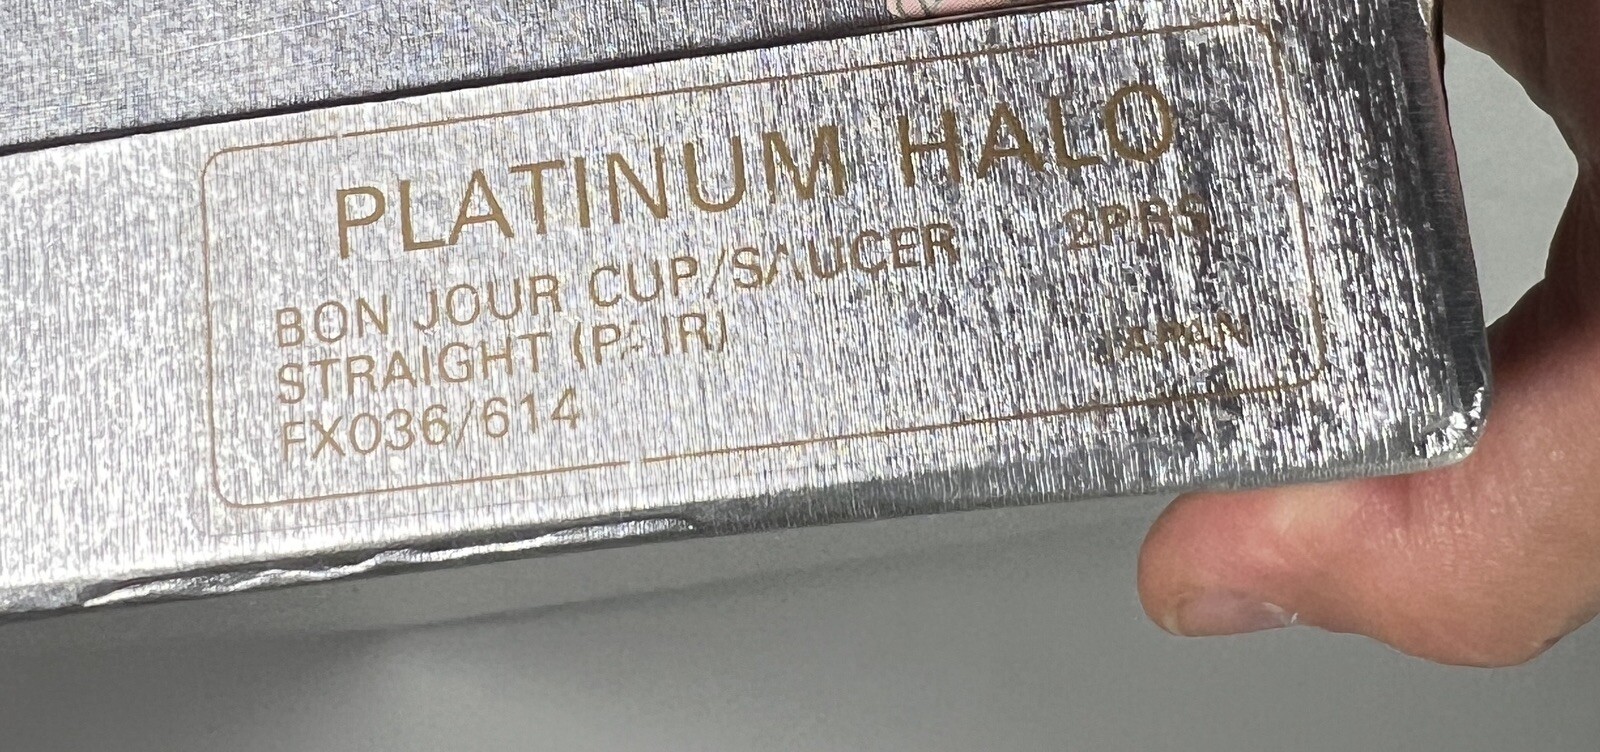 PLATINUM HALO
BON JOUR CUP/SAUCER 2PRS
STRAIGHT (PAIR)
FX036/614 JAPAN